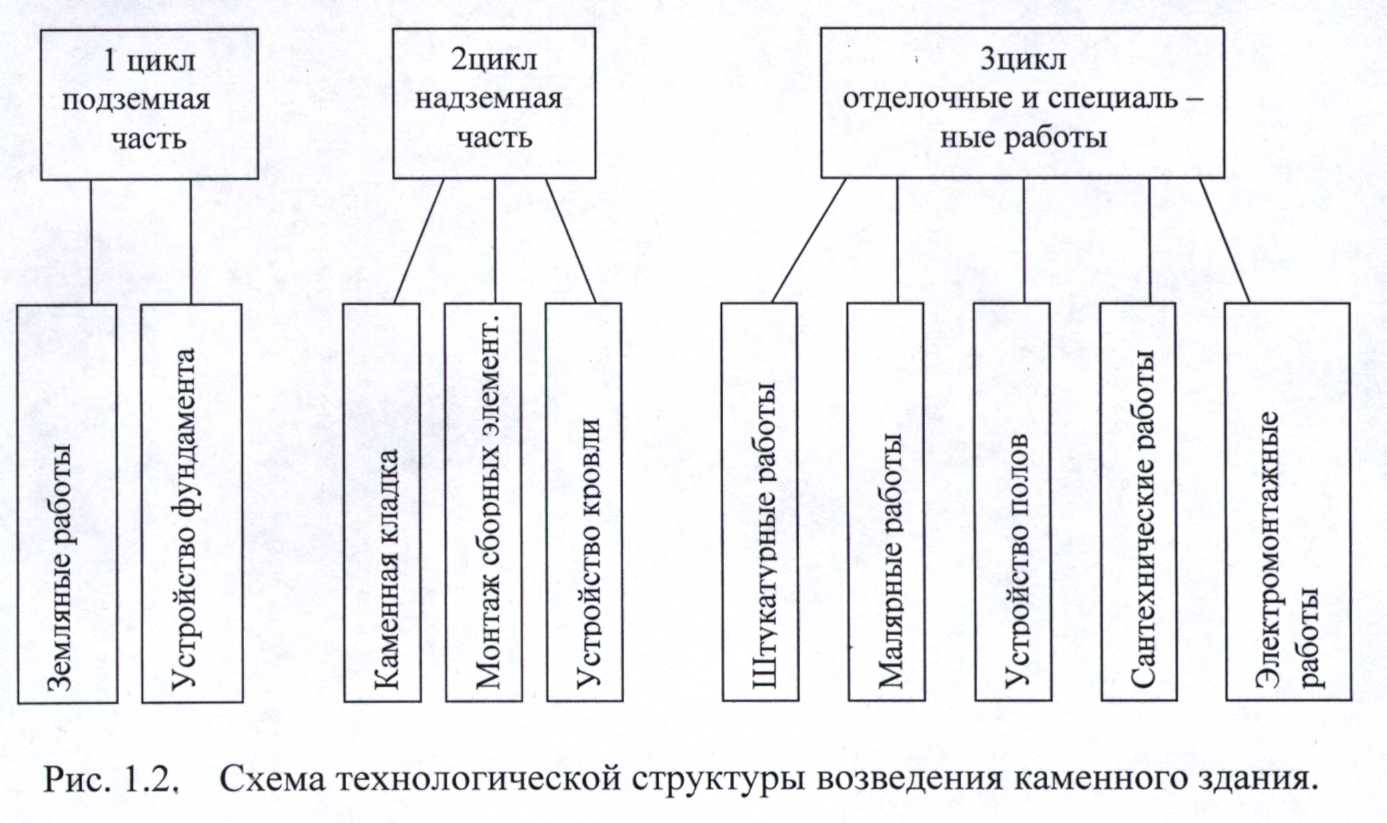 1 цикл
подземная
часть
2цикл
надземная
часть
3цикл
отделочные и специаль –
ные работы
Земляные работы
Устройство фундамента
Каменная кладка
Монтаж сборных элемент.
Устройство кровли
Штукатурные работы
Малярные работы
Устройство полов
Сантехнические работы
Электромонтажные
работы
Рис. 1.2. Схема технологической структуры возведения каменного здания.